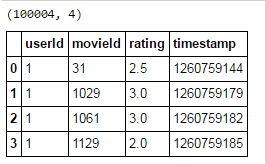 (100004, 4)
userId movieId rating timestamp
0 1 31 2.5 1260759144
1 1 1029 3.0 1260759179
2 1 1061 3.0 1260759182
3 1 1129 2.0 1260759185